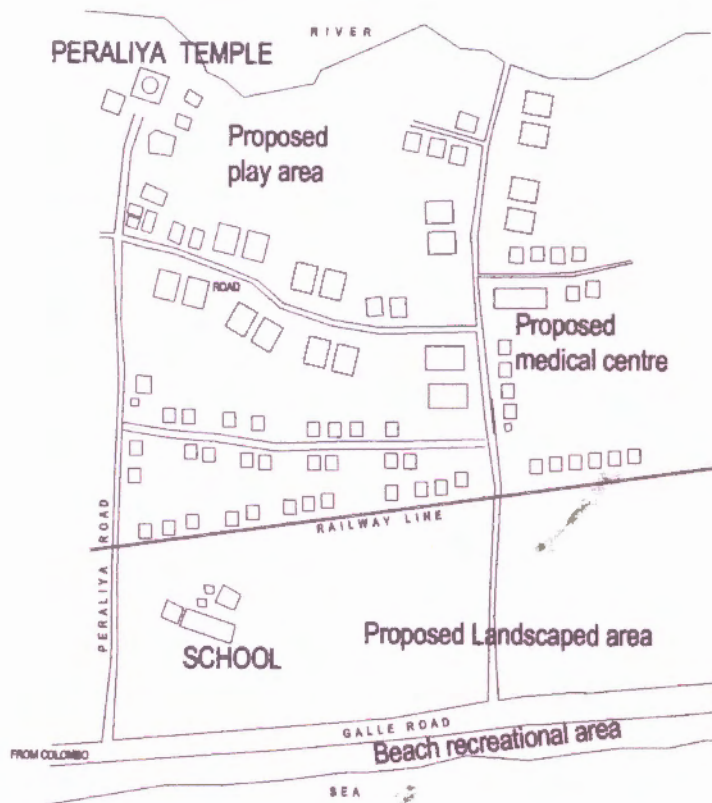 RIVER
PERALIYA TEMPLE
Proposed
play area
ROAD
Proposed
medical centre
RAILWAY LINE
PERALIYA ROAD
SCHOOL
Proposed Landscaped area
GALLE ROAD
FROM COLOMBO
Beach recreational area
SEA